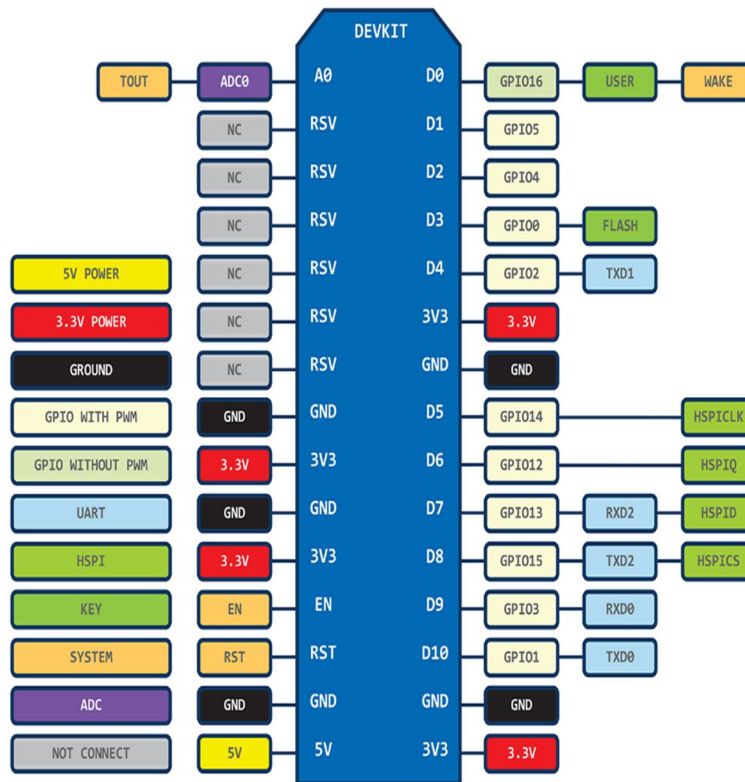 DEVKIT
TOUT ADC0 A0 D0 GPIO16 USER WAKE
NC RSV D1 GPIO5
NC RSV D2 GPIO4
NC RSV D3 GPIO0 FLASH
5V POWER NC RSV D4 GPIO2 TXD1
3.3V POWER NC RSV 3V3 3.3V
GROUND NC RSV GND GND
GPIO WITH PWM GND GND D5 GPIO14 HSPICLK
GPIO WITHOUT PWM 3.3V 3V3 D6 GPIO12 HSPIQ
UART GND GND D7 GPIO13 RXD2 HSPID
HSPI 3.3V 3V3 D8 GPIO15 TXD2 HSPICS
KEY EN EN D9 GPIO3 RXD0
SYSTEM RST RST D10 GPIO1 TXD0
ADC GND GND GND GND
NOT CONNECT 5V 5V 3V3 3.3V